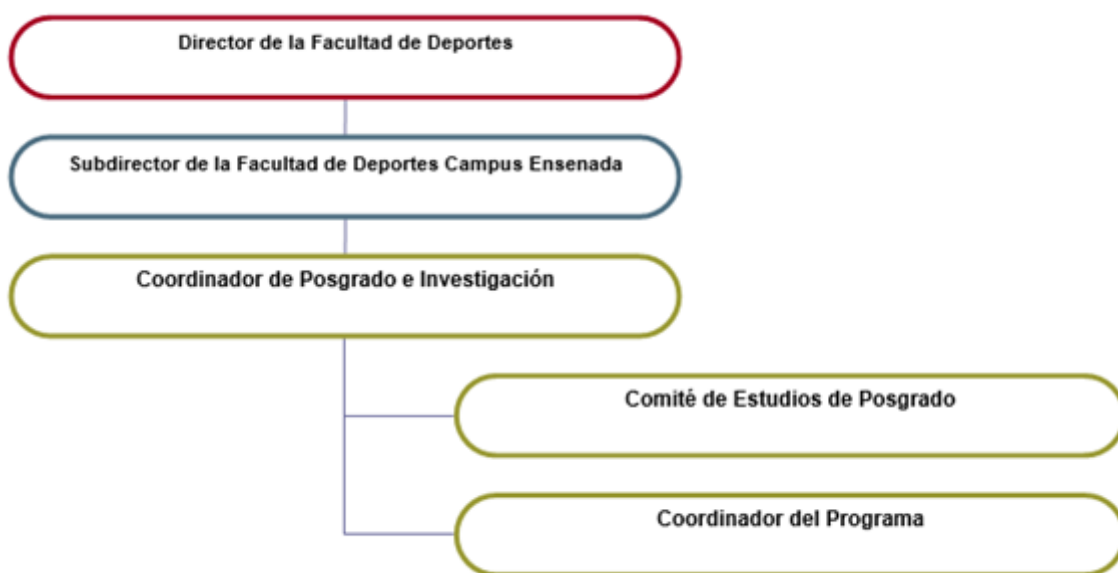 Director de la Facultad de Deportes
Subdirector de la Facultad de Deportes Campus Ensenada
Coordinador de Posgrado e Investigación
Comité de Estudios de Posgrado
Coordinador del Programa